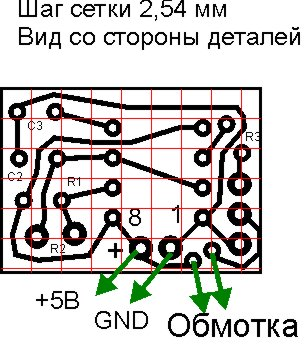 Шаг сетки 2,54 мм
Вид со стороны деталей
C3
R3
C2
R1
8 1
R2
+
+5В
GND
Обмотка